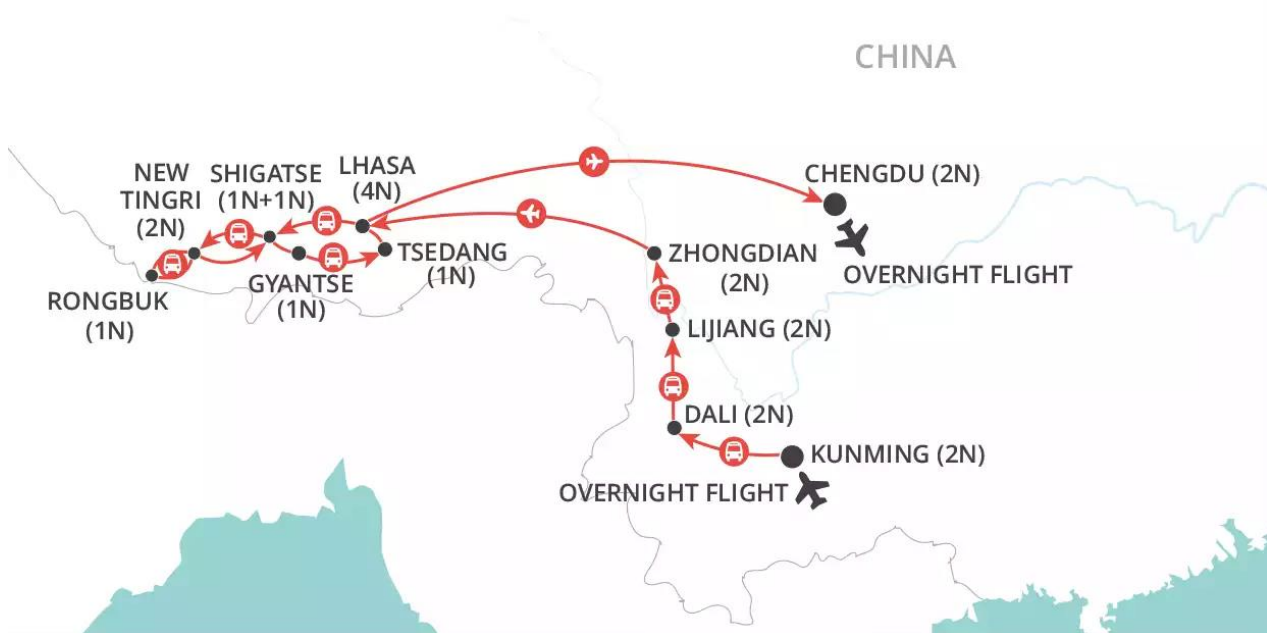 CHINA
NEW
TINGRI
(2N)
SHIGATSE
(1N+1N)
LHASA
(4N)
CHENGDU (2N)
OVERNIGHT FLIGHT
TSEDANG
(1N)
GYANTSE
(1N)
RONGBUK
(1N)
ZHONGDIAN
(2N)
LIJIANG (2N)
DALI (2N)
KUNMING (2N)
OVERNIGHT FLIGHT